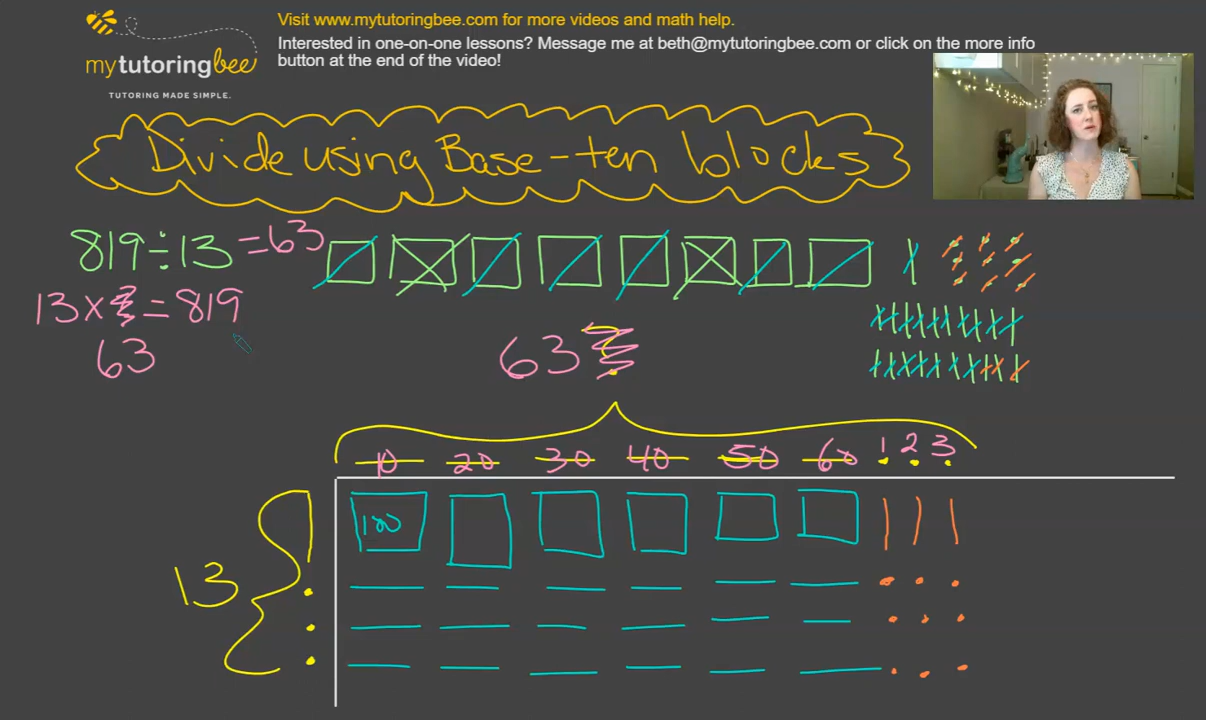 Visit www.mytutoringbee.com for more videos and math help.
Interested in one-on-one lessons? Message me at beth@mytutoringbee.com or click on the more info
button at the end of the video!
mytutoringbee
TUTORING MADE SIMPLE.
Divide using Base-ten blocks
819÷13=63
13x?=819
63
63?
10 20 30 40 50 60 1 2 3
100
13